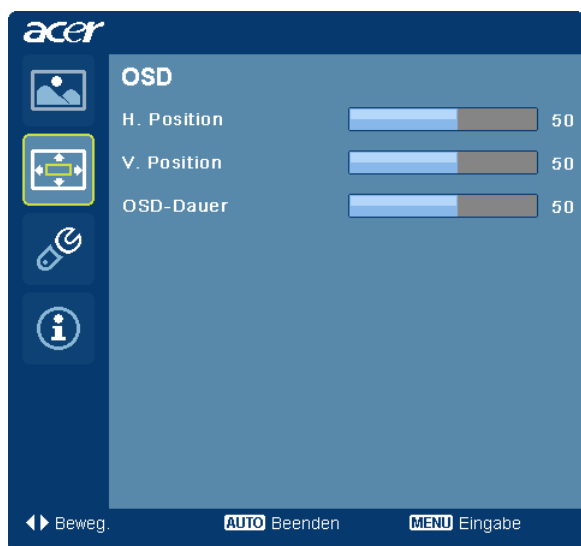 acer
OSD
H. Position 50
V. Position 50
OSD-Dauer 50
Beweg. AUTO Beenden MENU Eingabe